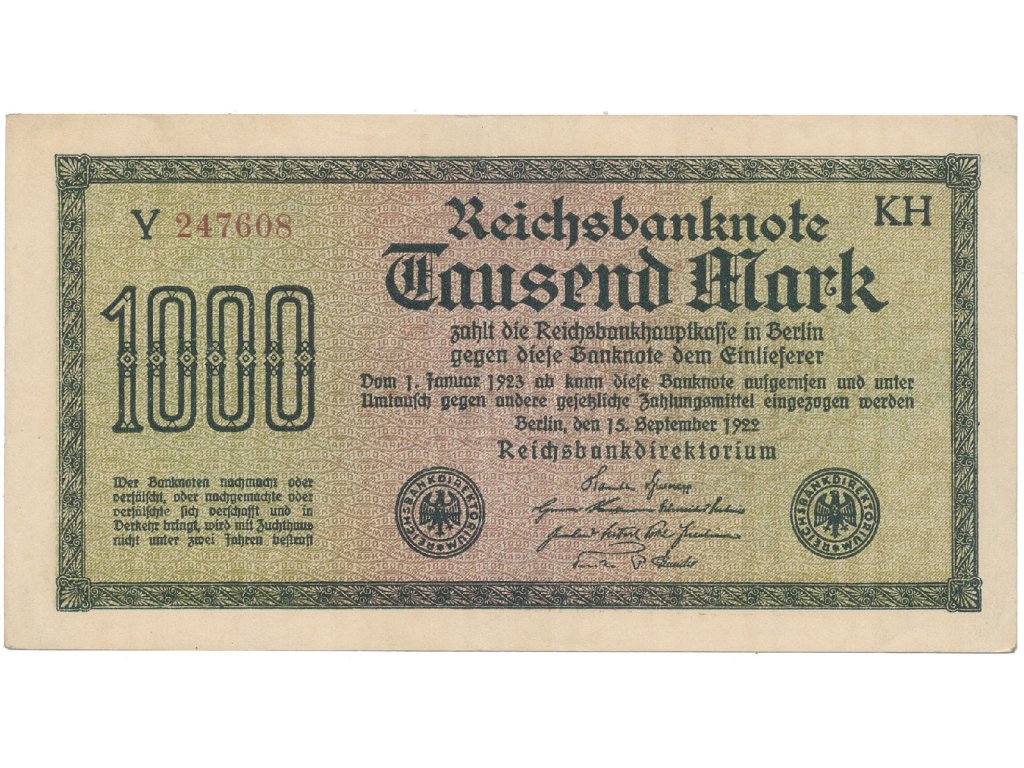 Y 247608
KH
Reichsbanknote
Tausend Mark
1000
zahlt die Reichsbankhauptkasse in Berlin
gegen diese Banknote dem Einlieferer
Vom 1. Januar 1923 ab kann diese Banknote aufgerufen und unter
Umtausch gegen andere gesetzliche Zahlungsmittel eingezogen werden
Berlin, den 15. September 1922
Reichsbankdirektorium
Wer Banknoten nachmacht oder
verfälscht, oder nachgemachte oder
verfälschte sich verschafft und in
Verkehr bringt, wird mit Zuchthaus
nicht unter zwei Jahren bestraft
REICHSBANKDIREKTORIUM
REICHSBANKDIREKTORIUM